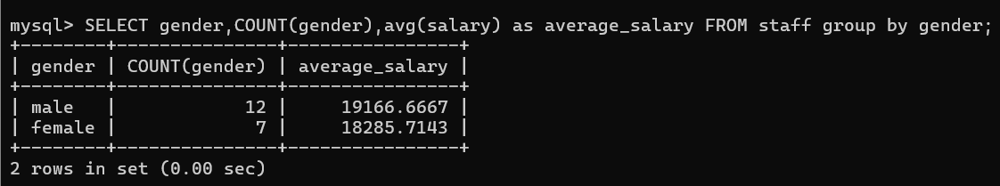 mysql> SELECT gender,COUNT(gender),avg(salary) as average_salary FROM staff group by gender;
+--------+---------------+----------------+
| gender | COUNT(gender) | average_salary |
+--------+---------------+----------------+
| male   |            12 |     19166.6667 |
| female |             7 |     18285.7143 |
+--------+---------------+----------------+
2 rows in set (0.00 sec)